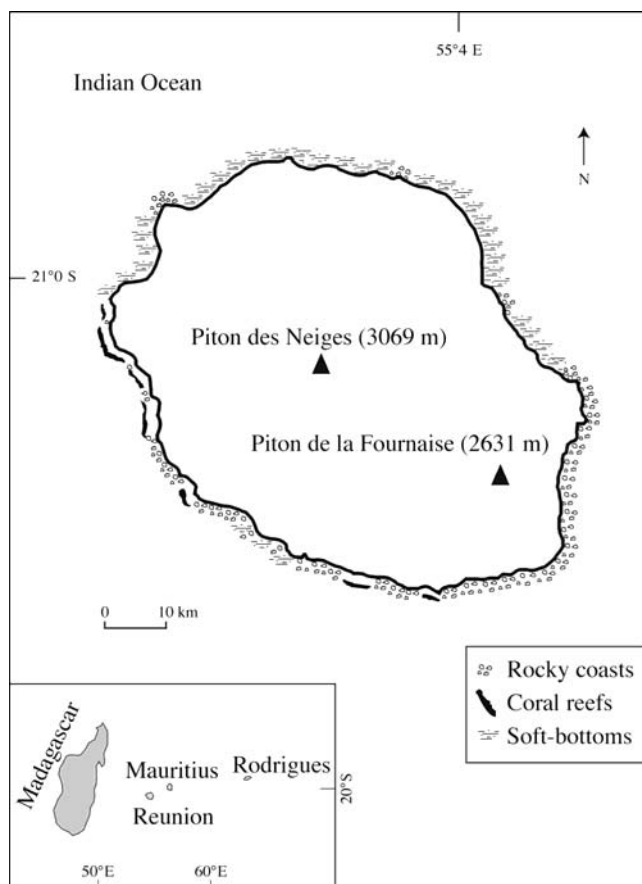 55°4 E
Indian Ocean
N
21°0 S
Piton des Neiges (3069 m)
Piton de la Fournaise (2631 m)
0 10 km
Rocky coasts
Coral reefs
Soft-bottoms
Madagascar
Mauritius
Rodrigues
Reunion
20°S
50°E 60°E